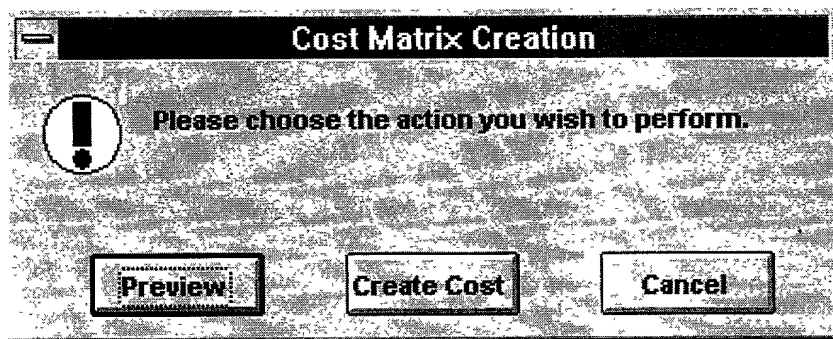 Cost Matrix Creation
Please choose the action you wish to perform.
Preview
Create Cost
Cancel